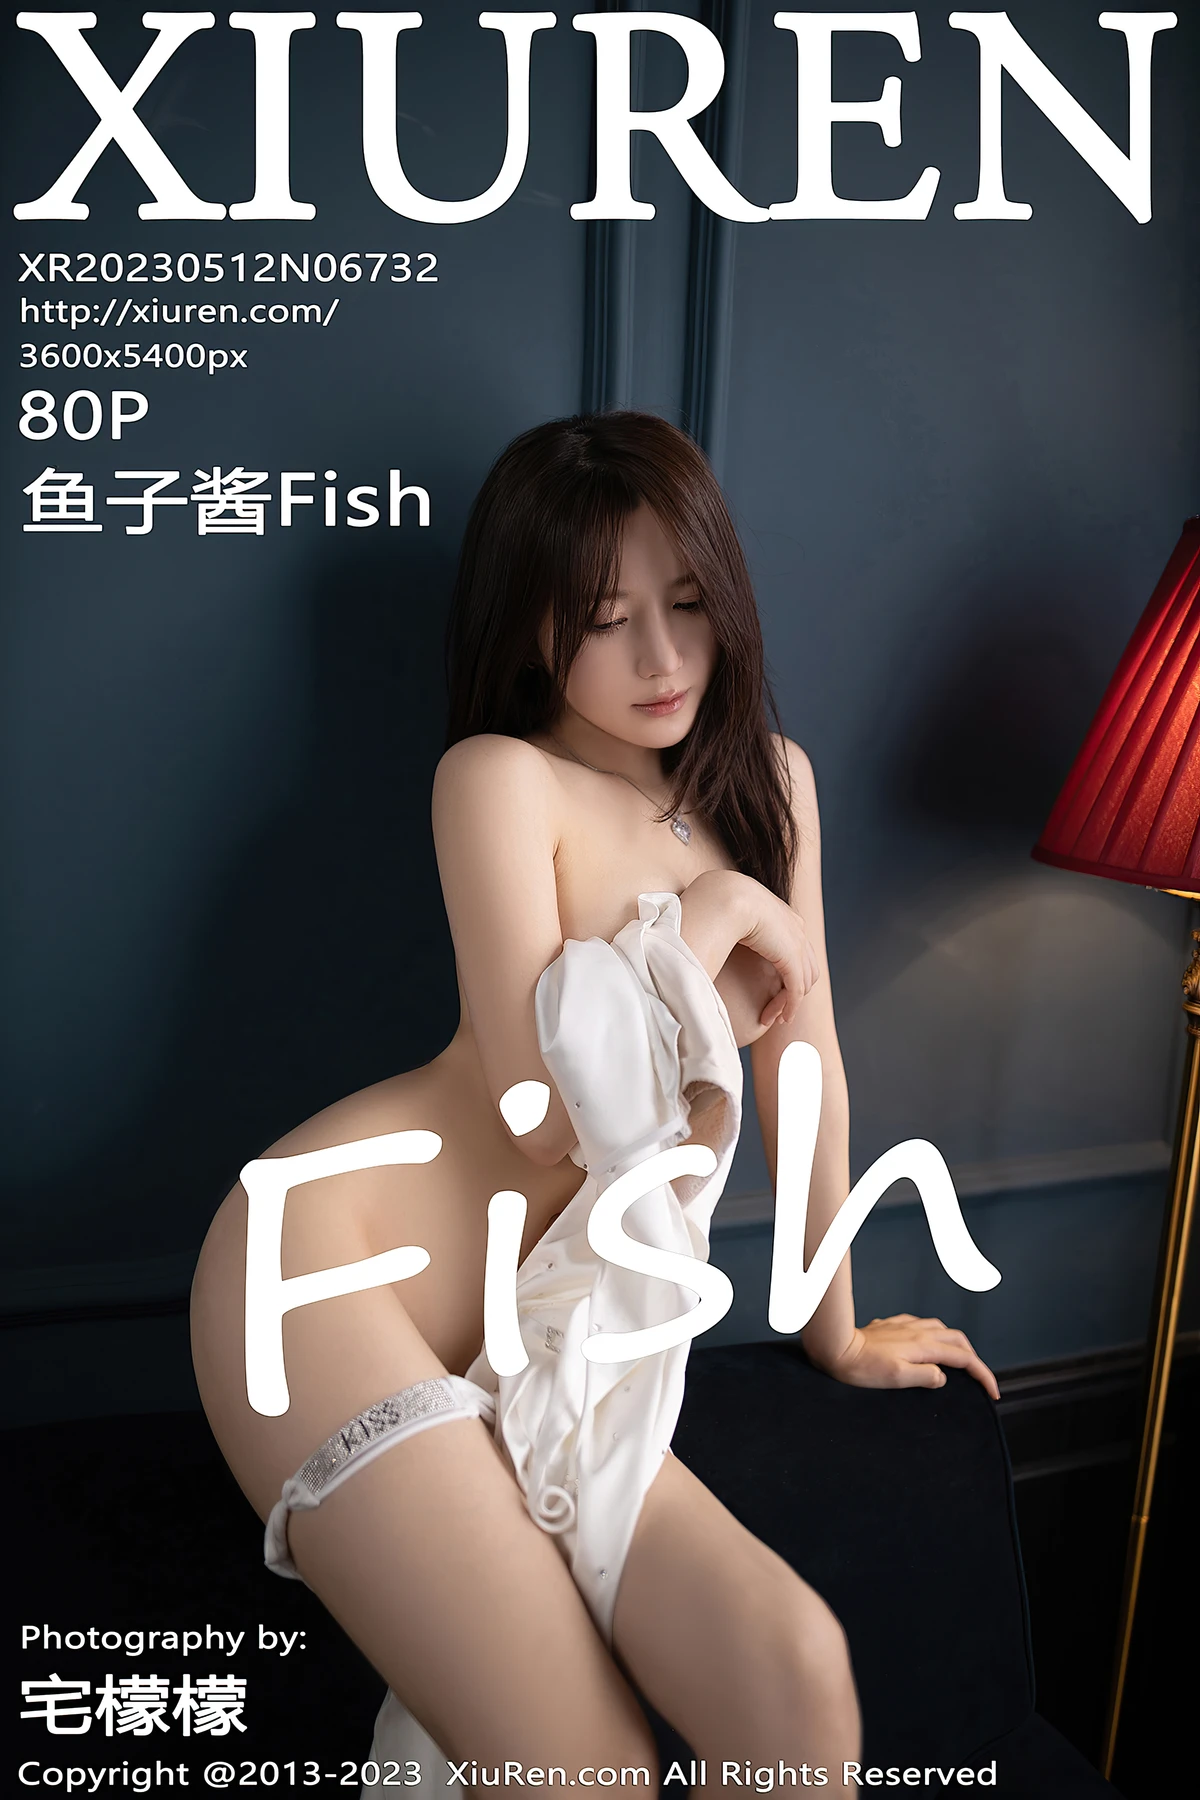 XIUREN
XR20230512N06732
http://xiuren.com/
3600x5400px
80P
鱼子酱Fish
Fish
KISS
Photography by:
宅檬檬
Copyright @2013-2023 XiuRen.com All Rights Reserved